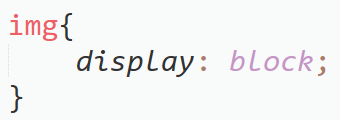 img{
    display: block;
}